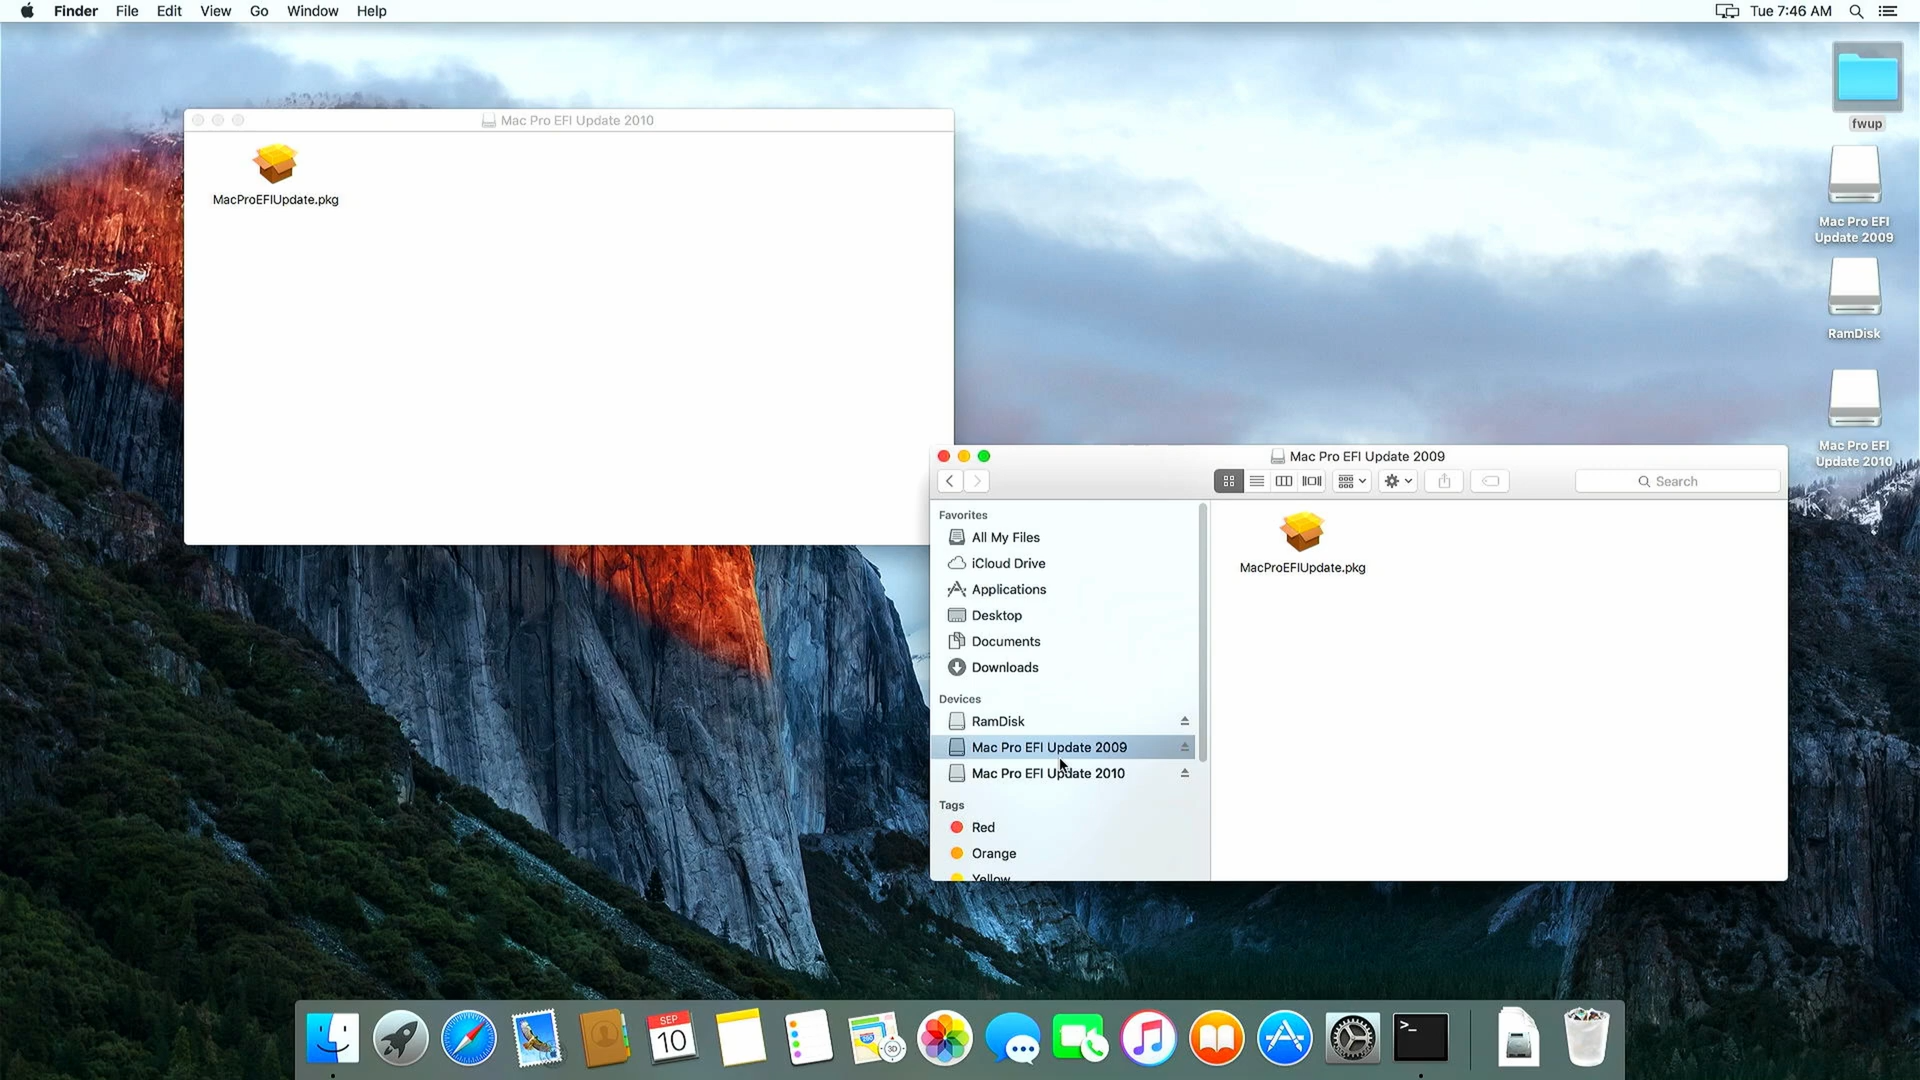 Finder File Edit View Go Window Help
Tue 7:46 AM
fwup
Mac Pro EFI
Update 2009
RamDisk
Mac Pro EFI
Update 2010
Mac Pro EFI Update 2010
MacProEFIUpdate.pkg
Mac Pro EFI Update 2009
Search
Favorites
All My Files
iCloud Drive
Applications
Desktop
Documents
Downloads
Devices
RamDisk
Mac Pro EFI Update 2009
Mac Pro EFI Update 2010
Tags
Red
Orange
Yellow
MacProEFIUpdate.pkg
SEP
10
3D
>_